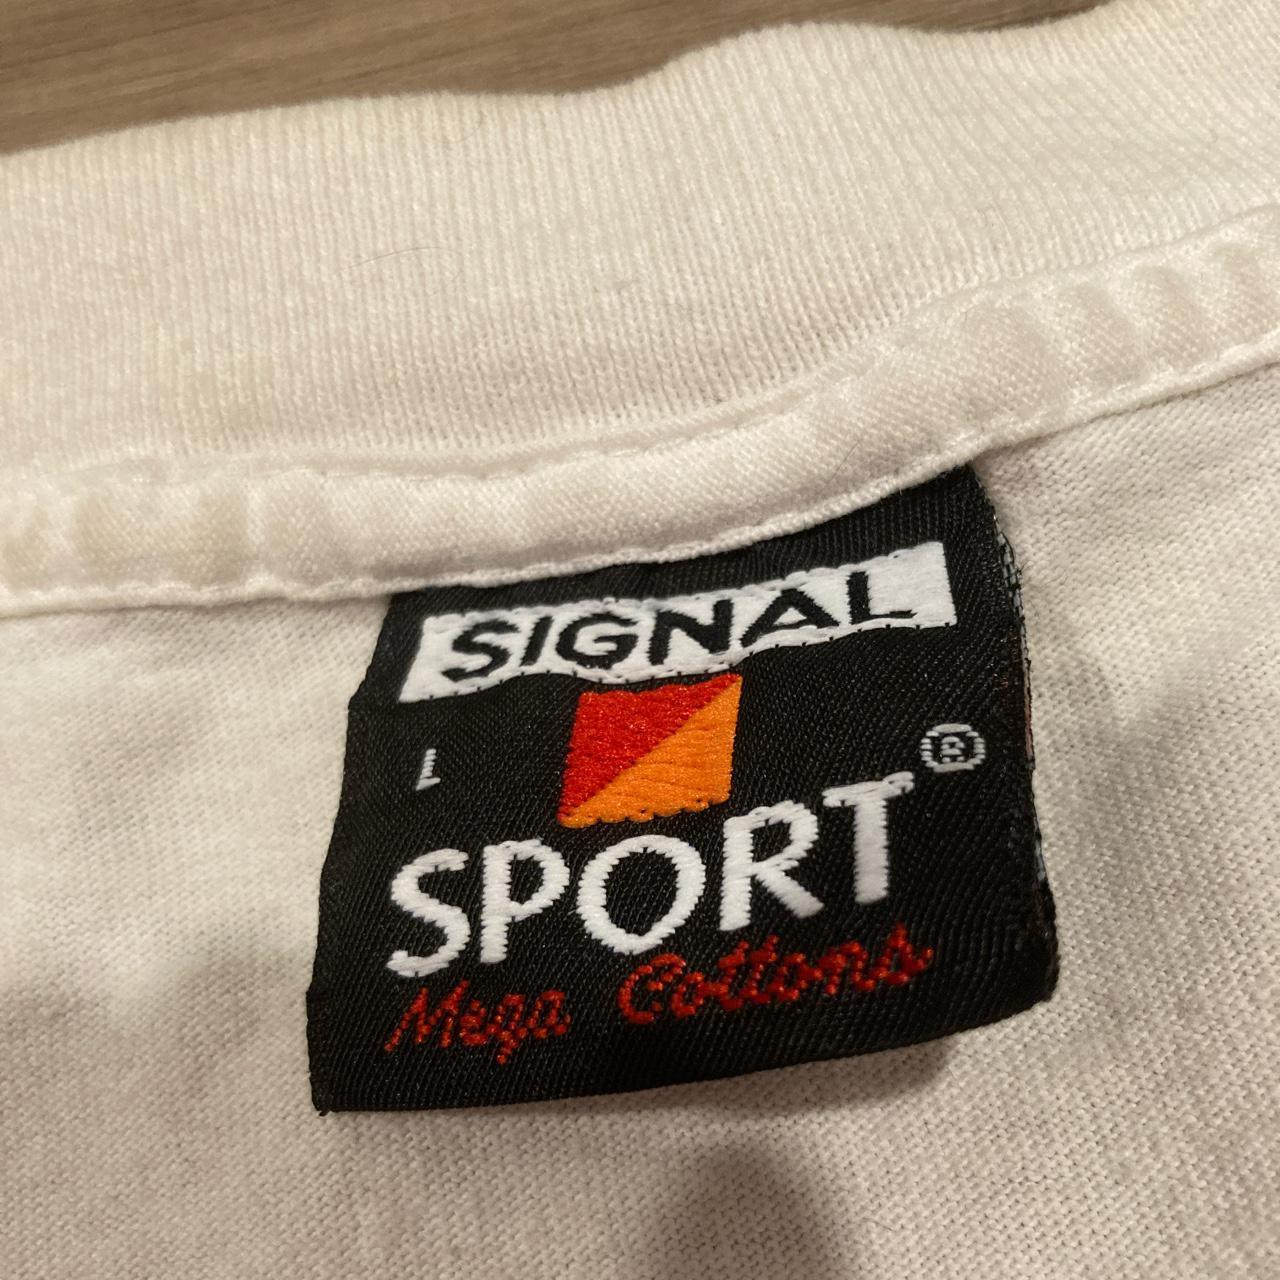 SIGNAL
L ®
SPORT
Mega Cottons